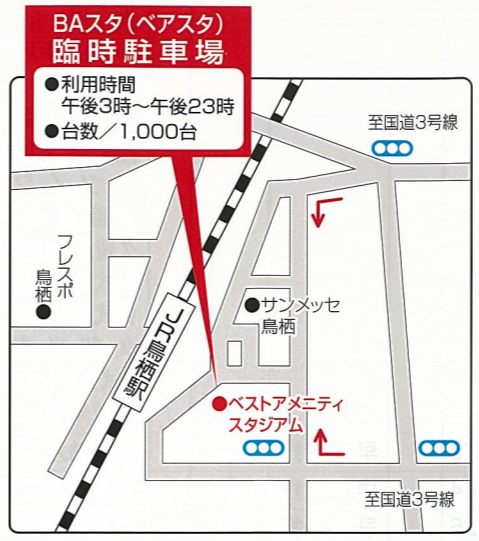 BAスタ（ベアスタ）
臨時駐車場
●利用時間
午後3時～午後23時
●台数／1,000台
至国道3号線
フレスポ
鳥栖
サンメッセ
鳥栖
JR鳥栖駅
ベストアメニティ
スタジアム
至国道3号線